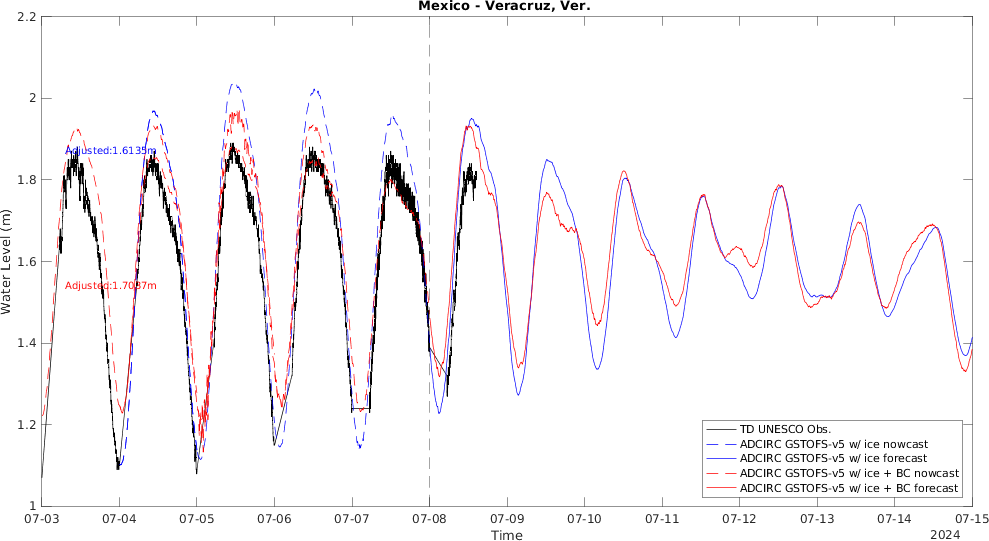 Mexico - Veracruz, Ver.
2.2
2
1.8
1.6
1.4
1.2
1
Water Level (m)
Adjusted:1.6135m
Adjusted:1.7037m
TD UNESCO Obs.
ADCIRC GSTOFS-v5 w/ ice nowcast
ADCIRC GSTOFS-v5 w/ ice forecast
ADCIRC GSTOFS-v5 w/ ice + BC nowcast
ADCIRC GSTOFS-v5 w/ ice + BC forecast
07-03 07-04 07-05 07-06 07-07 07-08 07-09 07-10 07-11 07-12 07-13 07-14 07-15
Time
2024